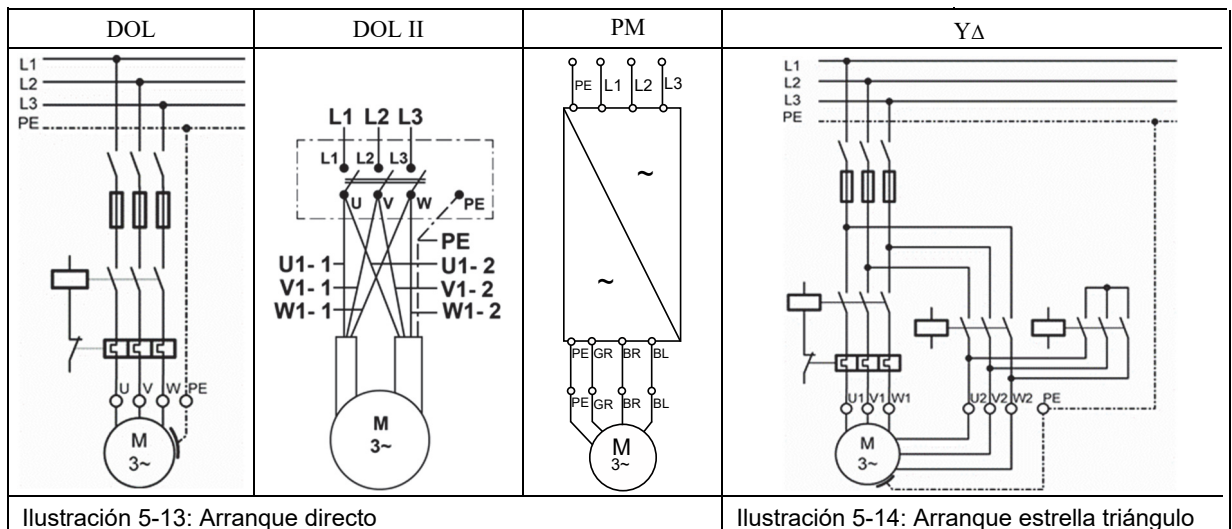 DOL
DOL II
PM
Y∆
L1
L2
L3
PE
U V W PE
M
3~
L1 L2 L3
L1 L2 L3
U V W PE
PE
U1- 1 U1- 2
V1- 1 V1- 2
W1- 1 W1- 2
M
3~
PE L1 L2 L3
~
~
PE GR BR BL
PE GR BR BL
M
3~
L1
L2
L3
PE
U1 V1 W1 U2 V2 W2 PE
M
3~
Ilustración 5-13: Arranque directo
Ilustración 5-14: Arranque estrella triángulo